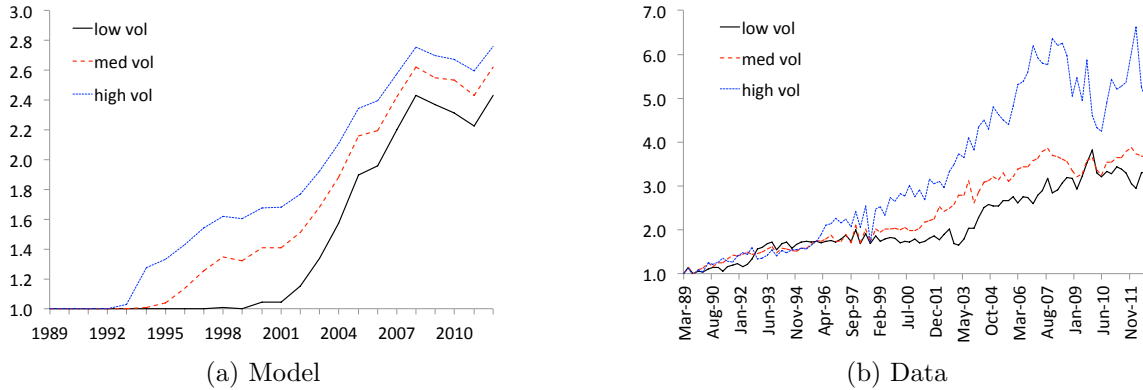 3.0
2.8
2.6
2.4
2.2
2.0
1.8
1.6
1.4
1.2
1.0
low vol
med vol
high vol
1989 1992 1995 1998 2001 2004 2007 2010
(a) Model
7.0
6.0
5.0
4.0
3.0
2.0
1.0
low vol
med vol
high vol
Mar-89
Aug-90
Jan-92
Jun-93
Nov-94
Apr-96
Sep-97
Feb-99
Jul-00
Dec-01
May-03
Oct-04
Mar-06
Aug-07
Jan-09
Jun-10
Nov-11
(b) Data